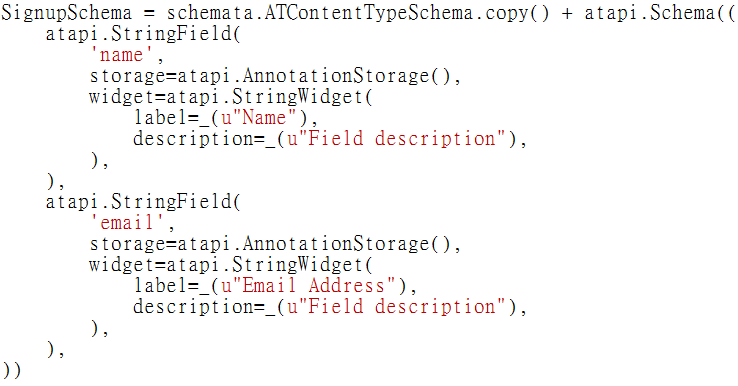 SignupSchema = schemata.ATContentTypeSchema.copy() + atapi.Schema((
    atapi.StringField(
        'name',
        storage=atapi.AnnotationStorage(),
        widget=atapi.StringWidget(
            label=_(u"Name"),
            description=_(u"Field description"),
        ),
    ),
    atapi.StringField(
        'email',
        storage=atapi.AnnotationStorage(),
        widget=atapi.StringWidget(
            label=_(u"Email Address"),
            description=_(u"Field description"),
        ),
    ),
))